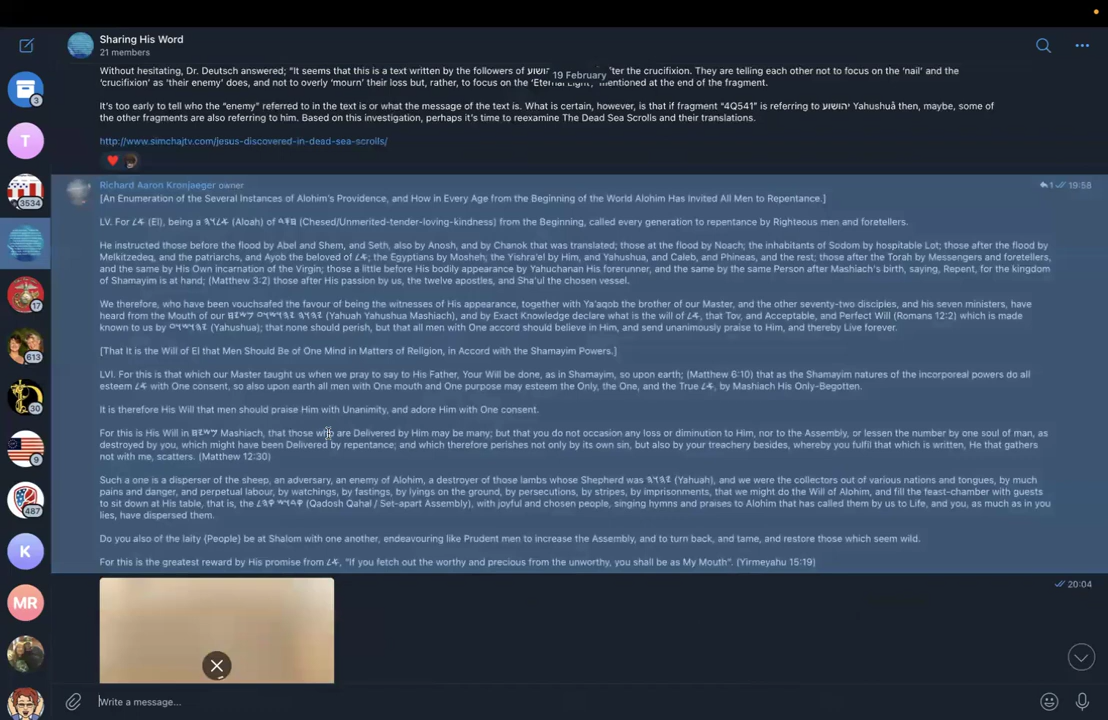 Sharing His Word
21 members
Without hesitating, Dr. Deutsch answered; "It seems that this is a text written by the followers of יהושוע after the crucifixion. They are telling each other not to focus on the 'nail' and the
19 February
'crucifixion' as 'their enemy' does, and not to overly 'mourn' their loss but, rather, to focus on the 'Eternal Light', mentioned at the end of the fragment.
It's too early to tell who the "enemy" referred to in the text is or what the message of the text is. What is certain, however, is that if fragment "4Q541" is referring to יהושוע Yahushuå then, maybe, some of
the other fragments are also referring to him. Based on this investigation, perhaps it's time to reexamine The Dead Sea Scrolls and their translations.
http://www.simchajtv.com/jesus-discovered-in-dead-sea-scrolls/
Richard Aaron Kronjaeger owner
1 19:58
[An Enumeration of the Several Instances of Alohim's Providence, and How in Every Age from the Beginning of the World Alohim Has Invited All Men to Repentance.]
LV. For 𐤀𐤋 (El), being a 𐤀𐤋𐤅𐤄 (Aloah) of 𐤇𐤎𐤃 (Chesed/Unmerited-tender-loving-kindness) from the Beginning, called every generation to repentance by Righteous men and foretellers.
He instructed those before the flood by Abel and Shem, and Seth, also by Anosh, and by Chanok that was translated; those at the flood by Noach; the inhabitants of Sodom by hospitable Lot; those after the flood by
Melkitzedeq, and the patriarchs, and Ayob the beloved of 𐤀𐤋; the Egyptians by Mosheh; the Yishra'el by Him, and Yahushua, and Caleb, and Phineas, and the rest; those after the Torah by Messengers and foretellers,
and the same by His Own incarnation of the Virgin; those a little before His bodily appearance by Yahuchanan His forerunner, and the same by the same Person after Mashiach's birth, saying, Repent, for the kingdom
of Shamayim is at hand; (Matthew 3:2) those after His passion by us, the twelve apostles, and Sha'ul the chosen vessel.
We therefore, who have been vouchsafed the favour of being the witnesses of His appearance, together with Ya'aqob the brother of our Master, and the other seventy-two disciples, and his seven ministers, have
heard from the Mouth of our (Yahuah Yahushua Mashiach), and by Exact Knowledge declare what is the will of 𐤀𐤋, that Tov, and Acceptable, and Perfect Will (Romans 12:2) which is made
known to us by (Yahushua); that none should perish, but that all men with One accord should believe in Him, and send unanimously praise to Him, and thereby Live forever.
[That It is the Will of El that Men Should Be of One Mind in Matters of Religion, in Accord with the Shamayim Powers.]
LVI. For this is that which our Master taught us when we pray to say to His Father, Your Will be done, as in Shamayim, so upon earth; (Matthew 6:10) that as the Shamayim natures of the incorporeal powers do all
esteem 𐤀𐤋 with One consent, so also upon earth all men with One mouth and One purpose may esteem the Only, the One, and the True 𐤀𐤋, by Mashiach His Only-Begotten.
It is therefore His Will that men should praise Him with Unanimity, and adore Him with One consent.
For this is His Will in Mashiach, that those who are Delivered by Him may be many; but that you do not occasion any loss or diminution to Him, nor to the Assembly, or lessen the number by one soul of man, as
destroyed by you, which might have been Delivered by repentance; and which therefore perishes not only by its own sin, but also by your treachery besides, whereby you fulfil that which is written, He that gathers
not with me, scatters. (Matthew 12:30)
Such a one is a disperser of the sheep, an adversary, an enemy of Alohim, a destroyer of those lambs whose Shepherd was 𐤉𐤄𐤅𐤄 (Yahuah), and we were the collectors out of various nations and tongues, by much
pains and danger, and perpetual labour, by watchings, by fastings, by lyings on the ground, by persecutions, by stripes, by imprisonments, that we might do the Will of Alohim, and fill the feast-chamber with guests
to sit down at His table, that is, the (Qadosh Qahal / Set-apart Assembly), with joyful and chosen people, singing hymns and praises to Alohim that has called them by us to Life, and you, as much as in you
lies, have dispersed them.
Do you also of the laity {People} be at Shalom with one another, endeavouring like Prudent men to increase the Assembly, and to turn back, and tame, and restore those which seem wild.
For this is the greatest reward by His promise from 𐤀𐤋, "If you fetch out the worthy and precious from the unworthy, you shall be as My Mouth". (Yirmeyahu 15:19)
20:04
Write a message...
3
T
3534
17
613
30
9
487
K
MR